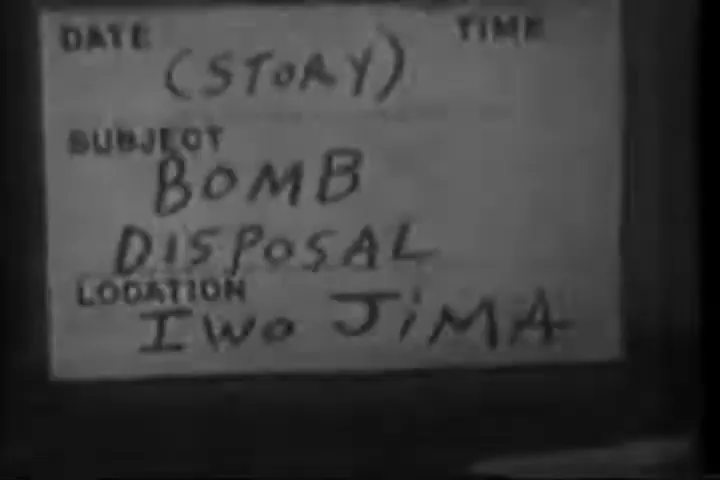 DATE TIME
(STORY)
SUBJECT
BOMB
DISPOSAL
LOCATION
IWO JiMA